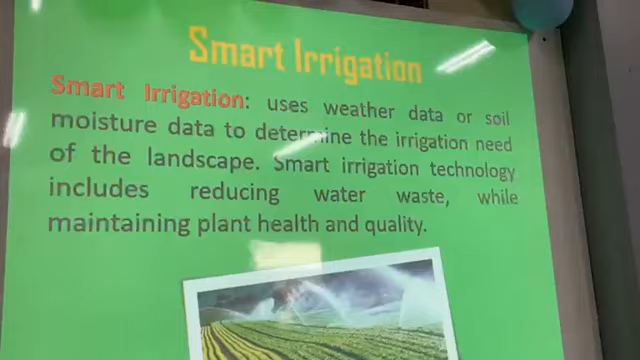 Smart Irrigation
Smart Irrigation: uses weather data or soil
moisture data to determine the irrigation need
of the landscape. Smart irrigation technology
includes reducing water waste, while
maintaining plant health and quality.